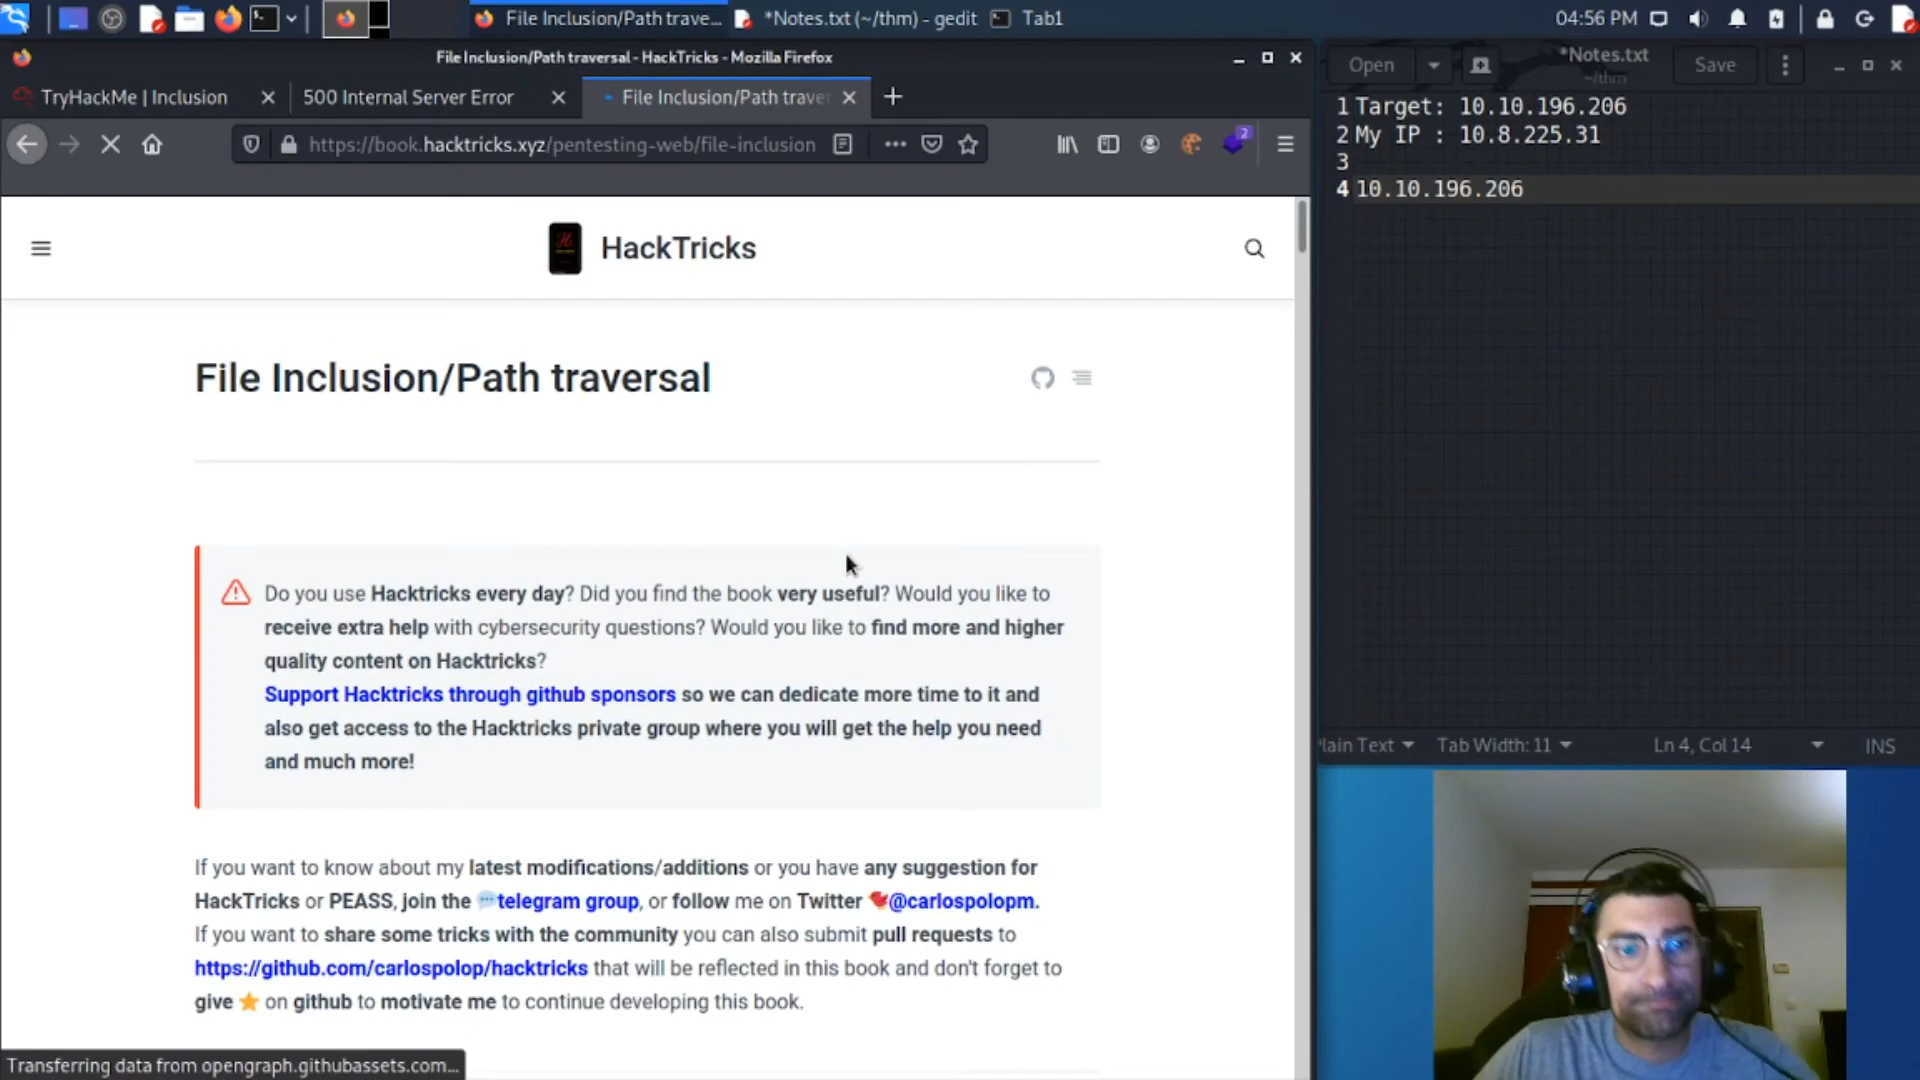 File Inclusion/Path trave...
*Notes.txt (~/thm) - gedit
Tab1
04:56 PM
File Inclusion/Path traversal - HackTricks - Mozilla Firefox
TryHackMe | Inclusion
500 Internal Server Error
File Inclusion/Path traver
https://book.hacktricks.xyz/pentesting-web/file-inclusion
2
HackTricks
File Inclusion/Path traversal
Do you use Hacktricks every day? Did you find the book very useful? Would you like to
receive extra help with cybersecurity questions? Would you like to find more and higher
quality content on Hacktricks?
Support Hacktricks through github sponsors so we can dedicate more time to it and
also get access to the Hacktricks private group where you will get the help you need
and much more!
If you want to know about my latest modifications/additions or you have any suggestion for
HackTricks or PEASS, join the telegram group, or follow me on Twitter @carlospolopm.
If you want to share some tricks with the community you can also submit pull requests to
https://github.com/carlospolop/hacktricks that will be reflected in this book and don't forget to
give on github to motivate me to continue developing this book.
Transferring data from opengraph.githubassets.com...
Open
*Notes.txt
~/thm
Save
1 Target: 10.10.196.206
2 My IP : 10.8.225.31
3
4 10.10.196.206
lain Text
Tab Width: 11
Ln 4, Col 14
INS